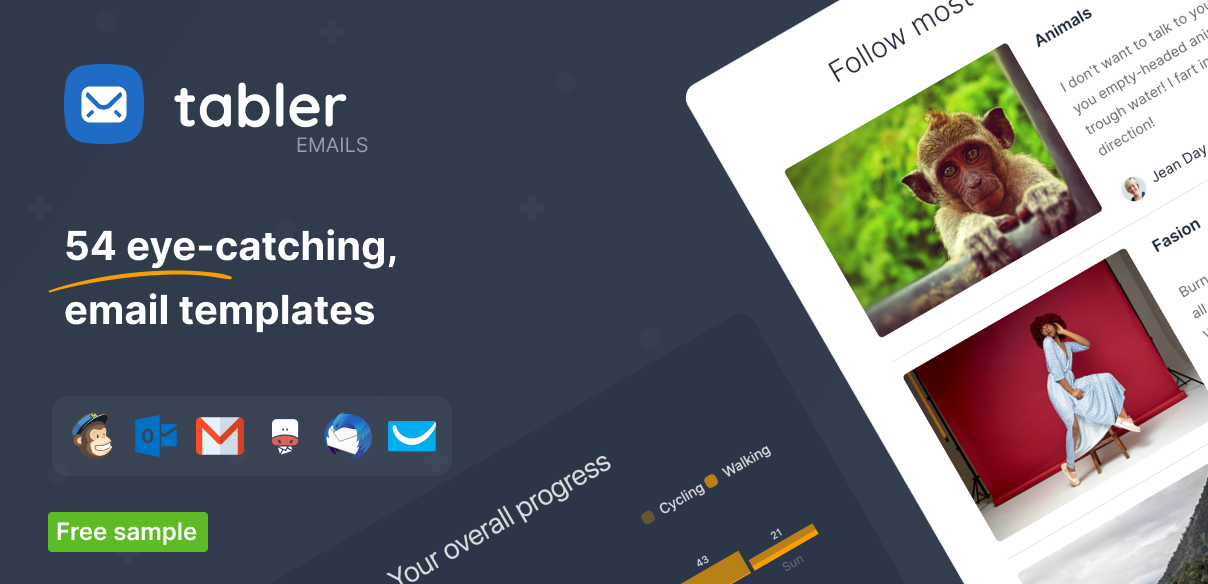 tabler
EMAILS
54 eye-catching,
email templates
Free sample
Follow most
Animals
I don't want to talk to
you empty-headed
trough water! I fart in
direction!
Jean Day
Fasion
Burn
all
Your overall progress
Cycling
Walking
43
21
Sun